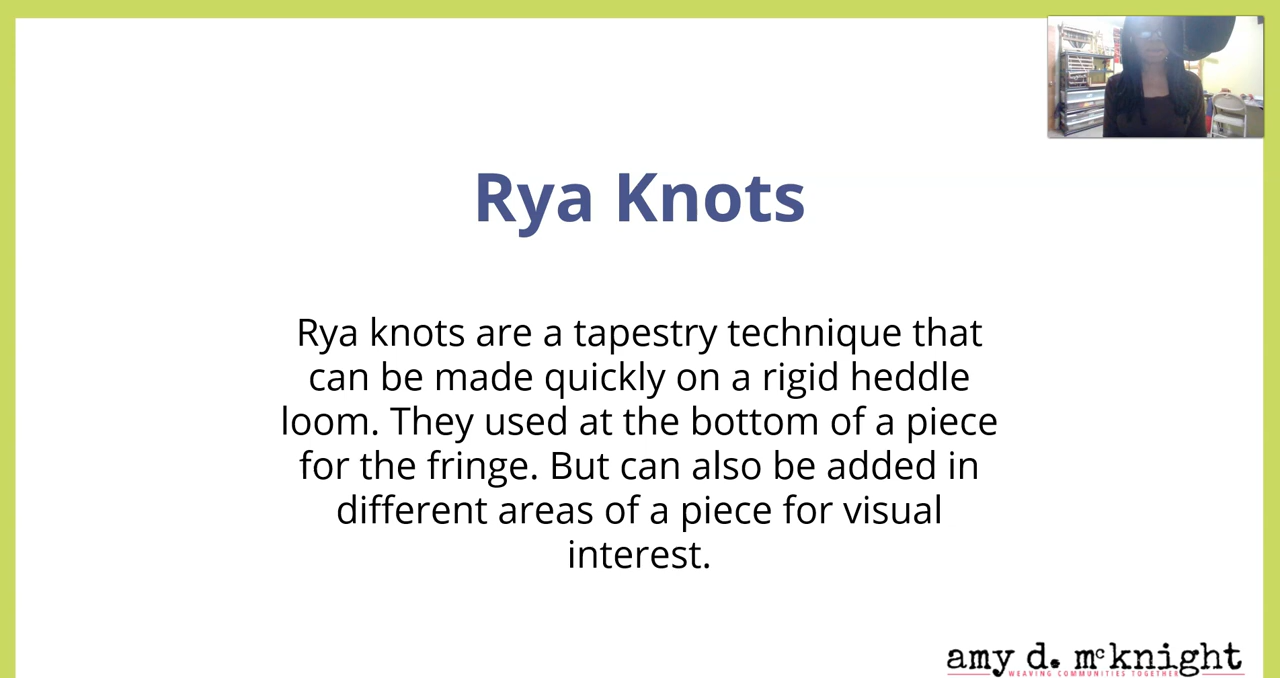 Rya Knots
Rya knots are a tapestry technique that
can be made quickly on a rigid heddle
loom. They used at the bottom of a piece
for the fringe. But can also be added in
different areas of a piece for visual
interest.
amy d. mcknight
WEAVING COMMUNITIES TOGETHER